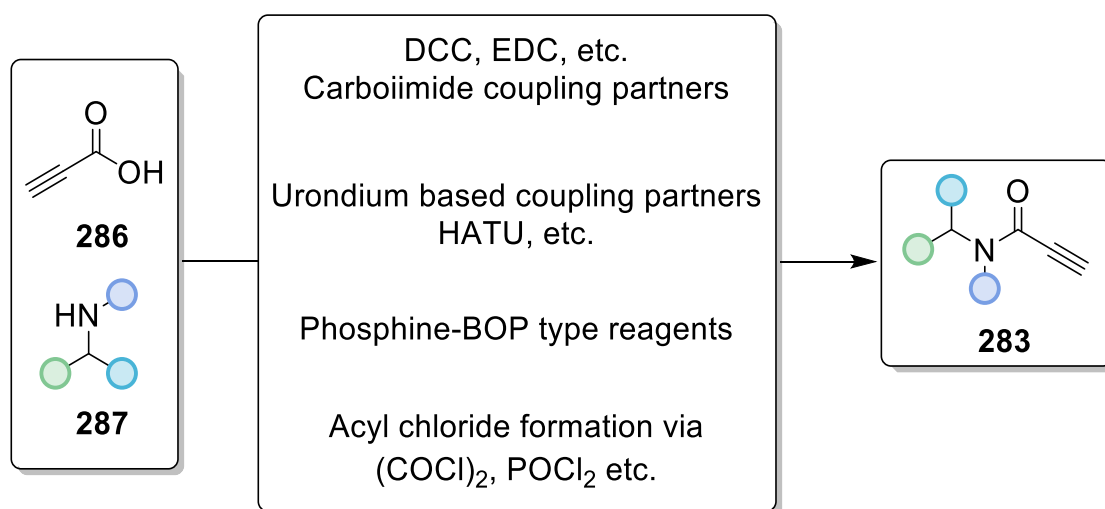 O
OH
286
HN
287
DCC, EDC, etc.
Carboiimide coupling partners
Urondium based coupling partners
HATU, etc.
Phosphine-BOP type reagents
Acyl chloride formation via
(COCl)₂, POCl₂ etc.
O
N
283